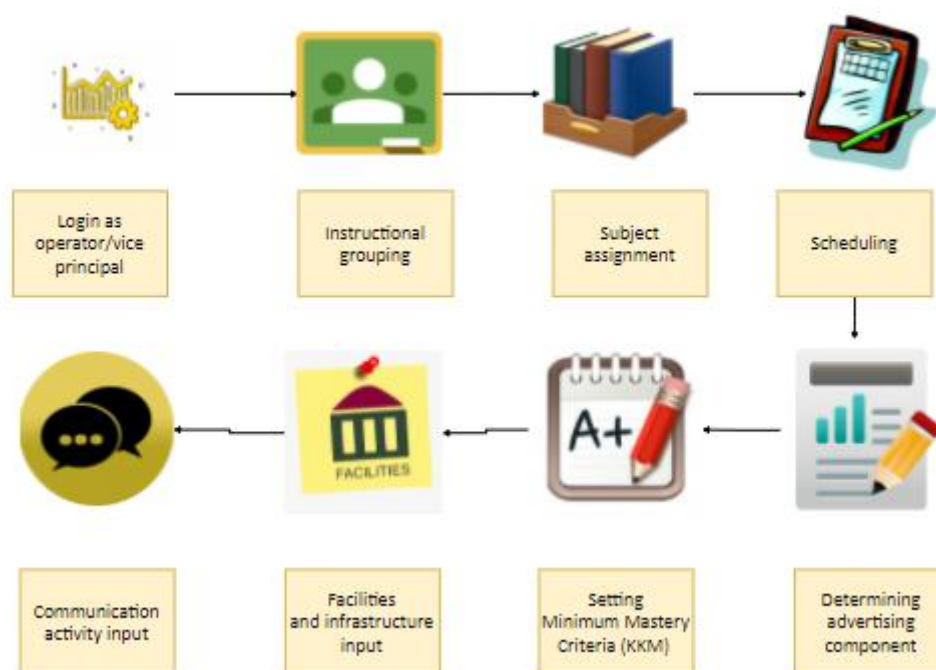 Login as
operator/vice
principal
Instructional
grouping
Subject
assignment
Scheduling
A+
FACILITIES
Communication
activity input
Facilities
and infrastructure
input
Setting
Minimum Mastery
Criteria (KKM)
Determining
advertising
component